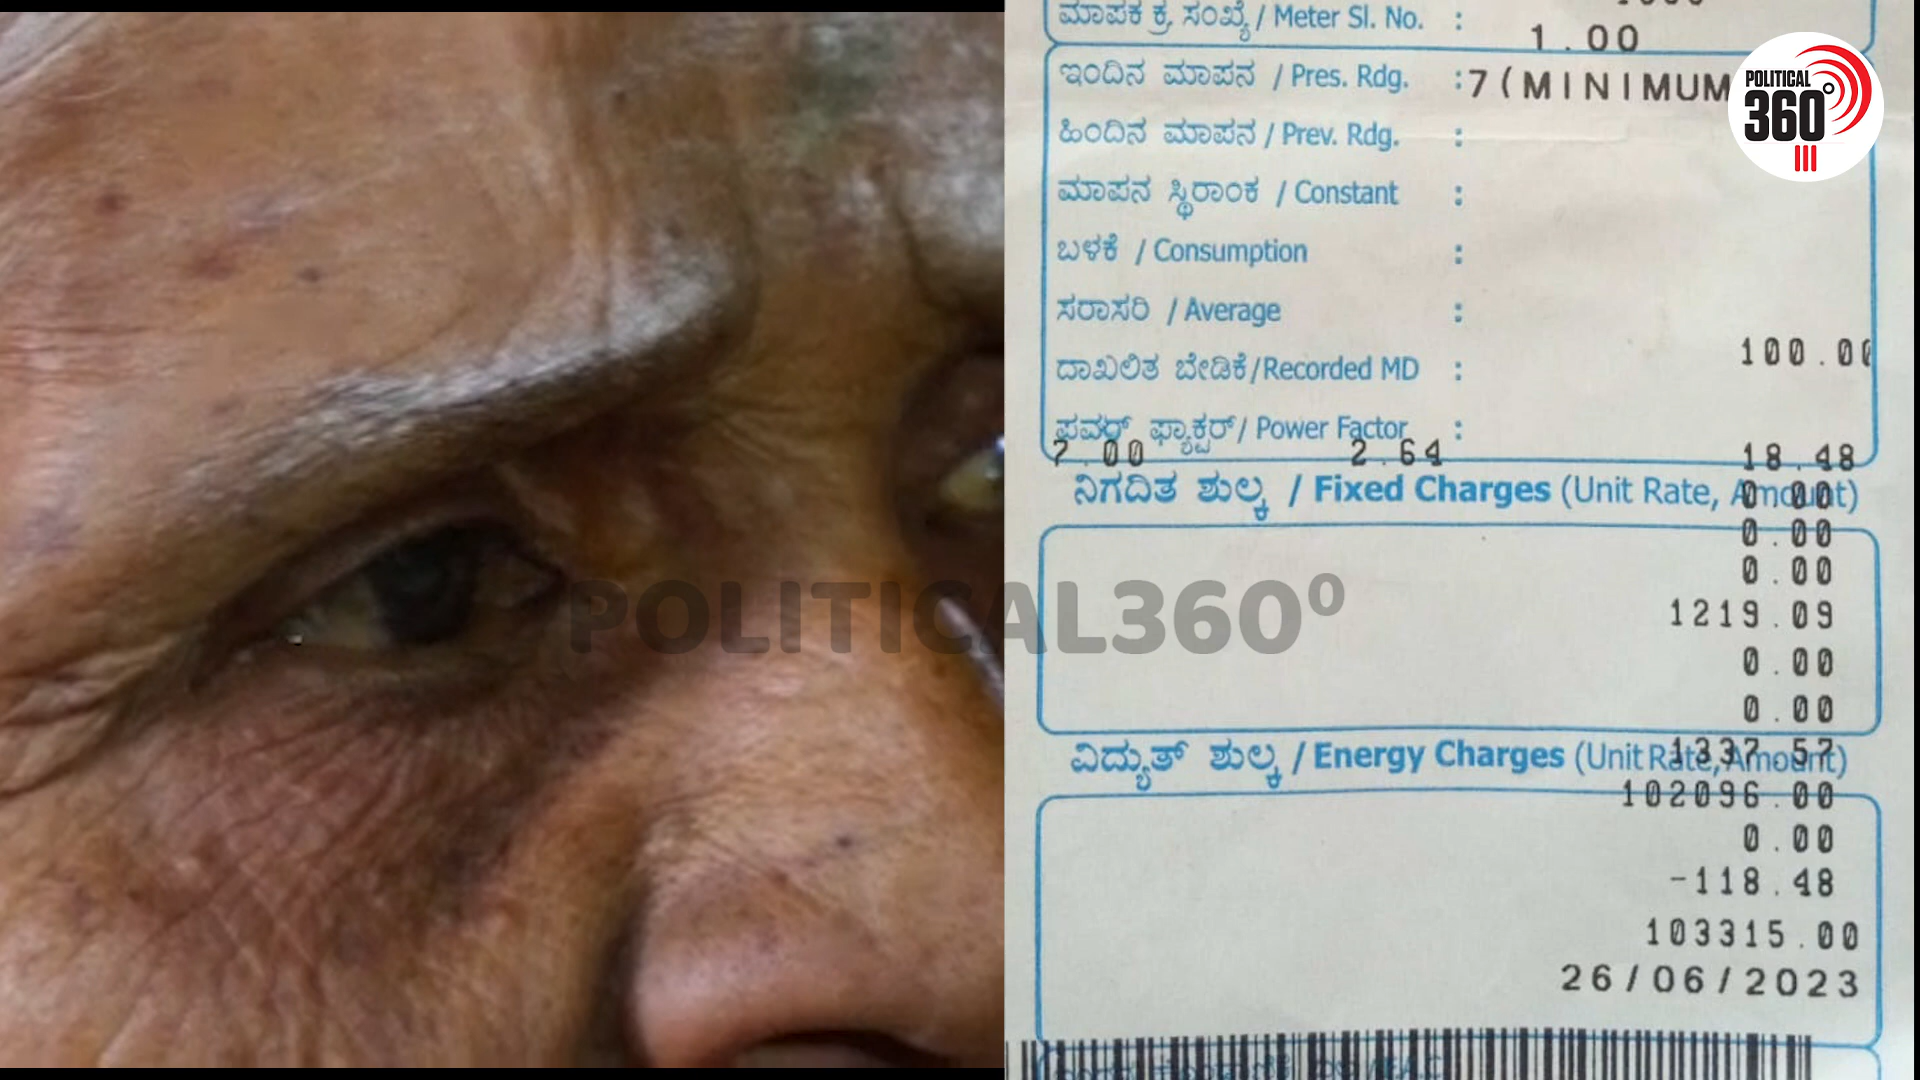 ಮಾಪಕ ಕ್ರ ಸಂಖ್ಯೆ / Meter Sl. No. :
1.00
ಇಂದಿನ ಮಾಪನ / Pres. Rdg. :7(MINIMUM
ಹಿಂದಿನ ಮಾಪನ / Prev. Rdg. :
ಮಾಪನ ಸ್ಥಿರಾಂಕ / Constant :
ಬಳಕೆ / Consumption :
ಸರಾಸರಿ / Average :
100.00
ದಾಖಲಿತ ಬೇಡಿಕೆ/Recorded MD :
ಪವರ್ ಫ್ಯಾಕ್ಟರ್/ Power Factor :
7.00 2.64 18.48
ನಿಗದಿತ ಶುಲ್ಕ / Fixed Charges (Unit Rate, Amount)
0.00
0.00
0.00
1219.09
0.00
0.00
ವಿದ್ಯುತ್ ಶುಲ್ಕ / Energy Charges (Unit Rate, Amount)
1337.57
102096.00
0.00
-118.48
103315.00
26/06/2023
POLITICAL
360°
POLITICAL360⁰